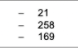 – 21
– 258
– 169